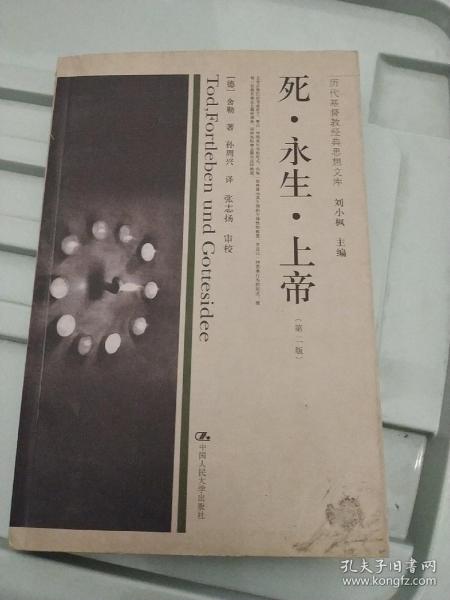 历代基督教经典思想文库 刘小枫 主编
死·永生·上帝
(第二版)
[德]舍勒 著 孙周兴 译 张志扬 审校
Tod,Fortleben und Gottesidee
中国人民大学出版社
孔夫子旧书网
www.kongfz.com